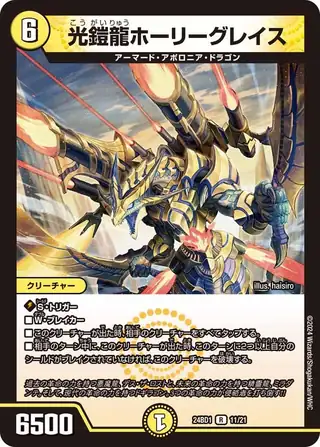 6
こうがいりゅう
光鎧龍ホーリーグレイス
アーマード・アポロニア・ドラゴン
illus. haisiro
クリーチャー
S・トリガー
■W・ブレイカー
■このクリーチャーが出た時、相手のクリーチャーをすべてタップする。
■相手のターン中に、このクリーチャーが出た時、このターン中に2つ以上自分の
シールドがブレイクされていなければ、このクリーチャーを破壊する。
6500
1
24BD1 R 11/21
©2024 Wizards/Shogakukan/WHC